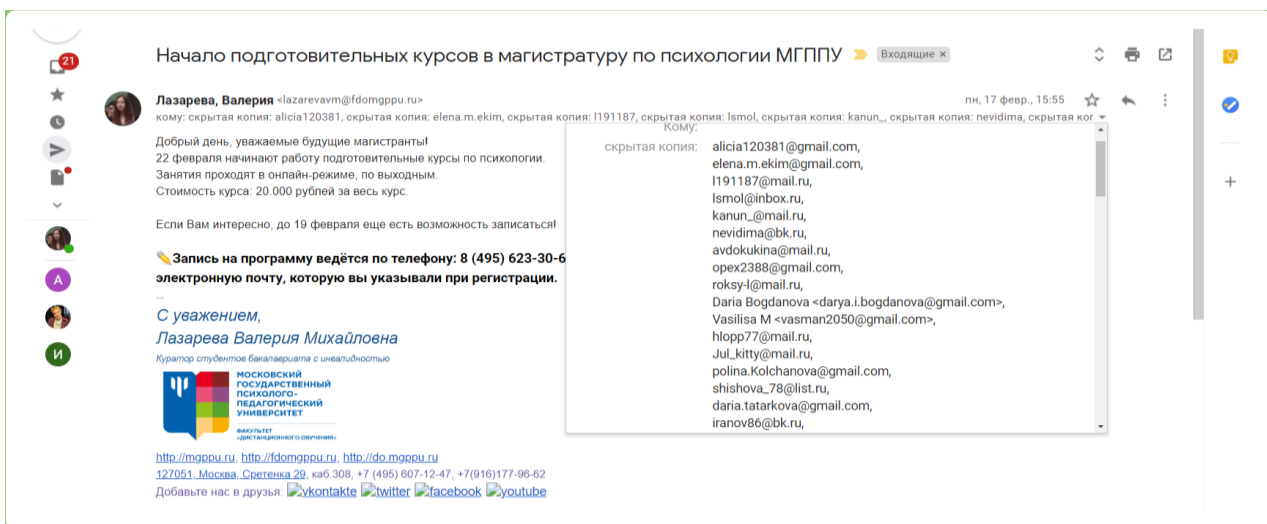 Начало подготовительных курсов в магистратуру по психологии МГППУ Входящие ×
21
Лазарева, Валерия <lazarevavm@fdomgppu.ru> пн, 17 февр., 15:55
кому: скрытая копия: alicia120381, скрытая копия: elena.m.ekim, скрытая копия: l191187, скрытая копия: lsmol, скрытая копия: kanun_, скрытая копия: nevidima, скрытая ког
Добрый день, уважаемые будущие магистранты!
22 февраля начинают работу подготовительные курсы по психологии.
Занятия проходят в онлайн-режиме, по выходным.
Стоимость курса: 20.000 рублей за весь курс.
Если Вам интересно, до 19 февраля еще есть возможность записаться!
Запись на программу ведётся по телефону: 8 (495) 623-30-6
электронную почту, которую вы указывали при регистрации.
--
С уважением,
Лазарева Валерия Михайловна
Куратор студентов бакалавриата с инвалидностью
МОСКОВСКИЙ
ГОСУДАРСТВЕННЫЙ
ПСИХОЛОГО-
ПЕДАГОГИЧЕСКИЙ
УНИВЕРСИТЕТ
ФАКУЛЬТЕТ
«ДИСТАНЦИОННОГО ОБУЧЕНИЯ»
http://mgppu.ru, http://fdomgppu.ru, http://do.mgppu.ru
127051, Москва, Сретенка 29, каб.308, +7 (495) 607-12-47, +7(916)177-96-62
Добавьте нас в друзья: vkontakte twitter facebook youtube
Кому:
скрытая копия: alicia120381@gmail.com,
elena.m.ekim@gmail.com,
l191187@mail.ru,
lsmol@inbox.ru,
kanun_@mail.ru,
nevidima@bk.ru,
avdokukina@mail.ru,
opex2388@gmail.com,
roksy-l@mail.ru,
Daria Bogdanova <darya.i.bogdanova@gmail.com>,
Vasilisa M <vasman2050@gmail.com>,
hlopp77@mail.ru,
Jul_kitty@mail.ru,
polina.Kolchanova@gmail.com,
shishova_78@list.ru,
daria.tatarkova@gmail.com,
iranov86@bk.ru,
А
И